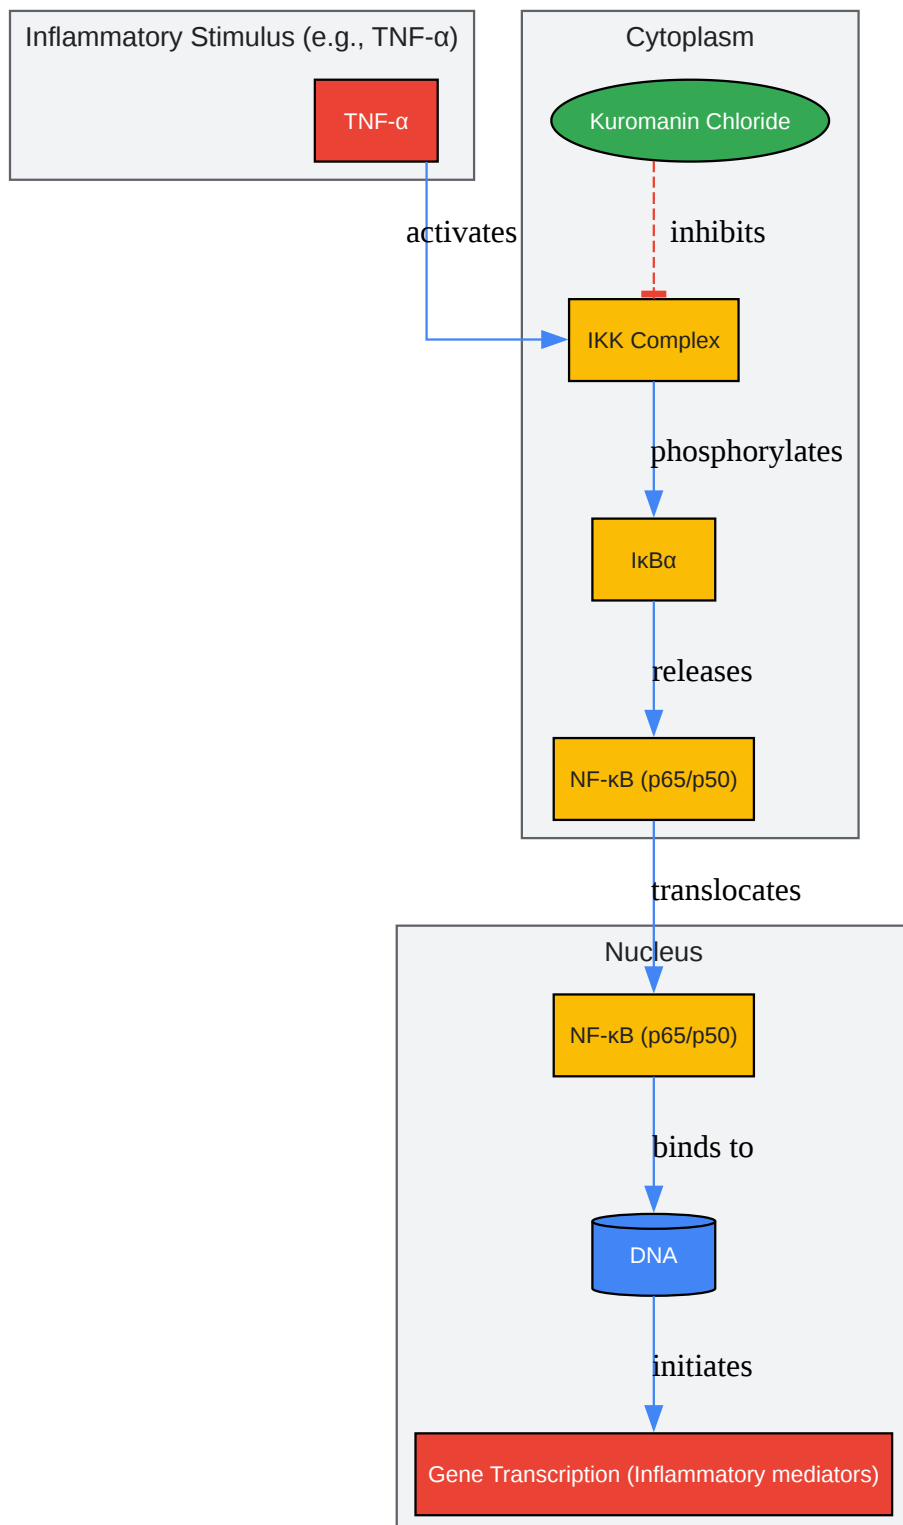 Inflammatory Stimulus (e.g., TNF-α)
Cytoplasm
TNF-α
Kuromanin Chloride
activates
inhibits
IKK Complex
phosphorylates
IκBα
releases
NF-κB (p65/p50)
translocates
Nucleus
NF-κB (p65/p50)
binds to
DNA
initiates
Gene Transcription (Inflammatory mediators)